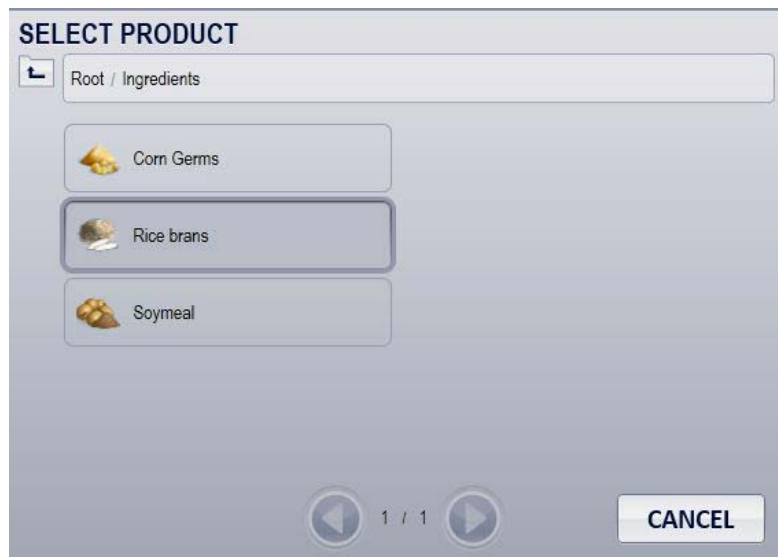 SELECT PRODUCT
Root / Ingredients
Corn Germs
Rice brans
Soymeal
1 / 1
CANCEL